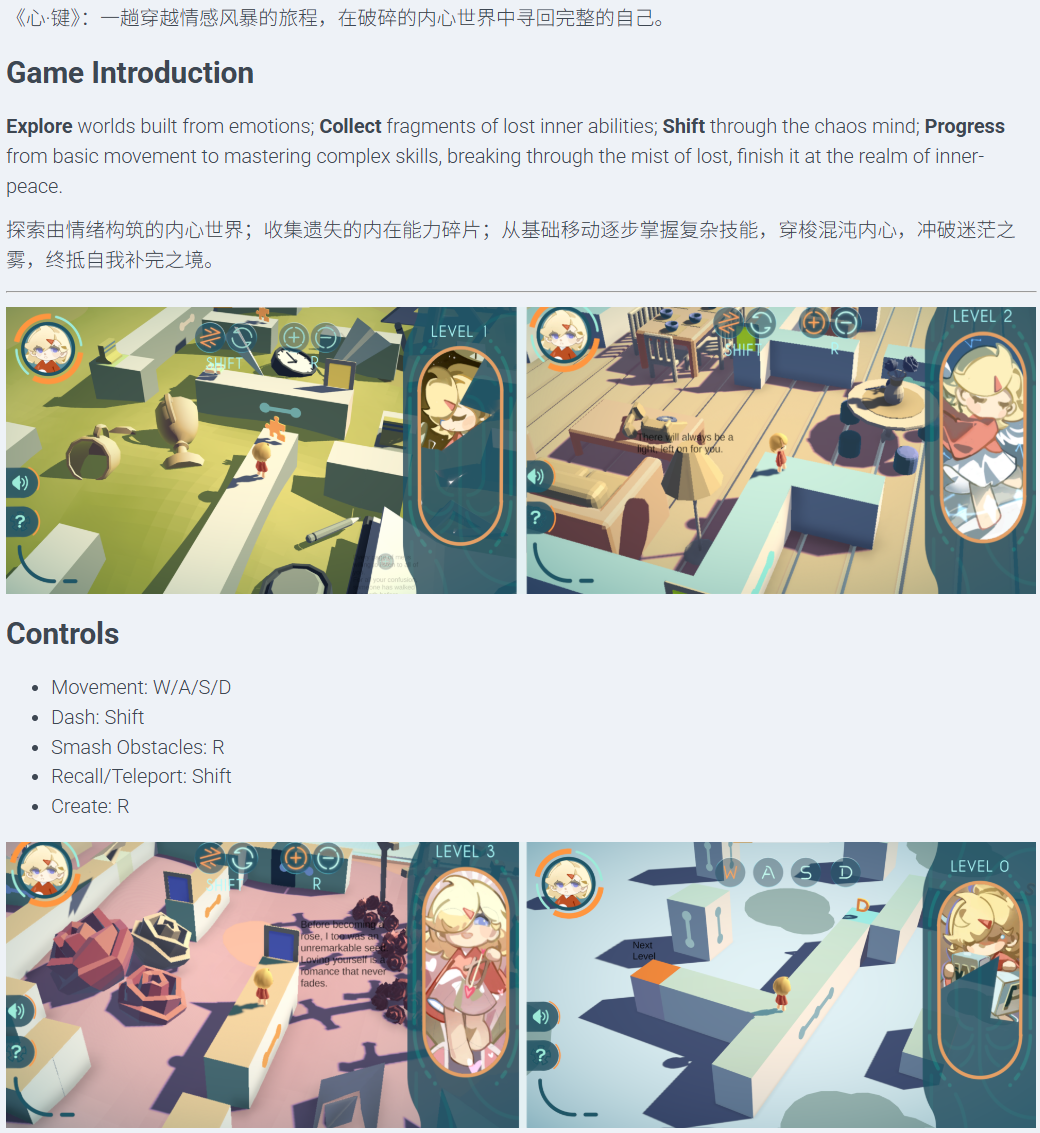 《心·键》：一趟穿越情感风暴的旅程，在破碎的内心世界中寻回完整的自己。
Game Introduction
Explore worlds built from emotions; Collect fragments of lost inner abilities; Shift through the chaos mind; Progress
from basic movement to mastering complex skills, breaking through the mist of lost, finish it at the realm of inner-
peace.
探索由情绪构筑的内心世界；收集遗失的内在能力碎片；从基础移动逐步掌握复杂技能，穿梭混沌内心，冲破迷茫之
雾，终抵自我补完之境。
LEVEL 1
SHIFT
R
?
your confusion
LEVEL 2
SHIFT
R
There will always be a
light, left on for you.
?
Controls
Movement: W/A/S/D
Dash: Shift
Smash Obstacles: R
Recall/Teleport: Shift
Create: R
LEVEL 3
SHIFT
R
Before becoming a
rose, I too was an
unremarkable seed.
Loving yourself is a
romance that never
fades.
?
LEVEL 0
W A S D
D
Next
Level
?